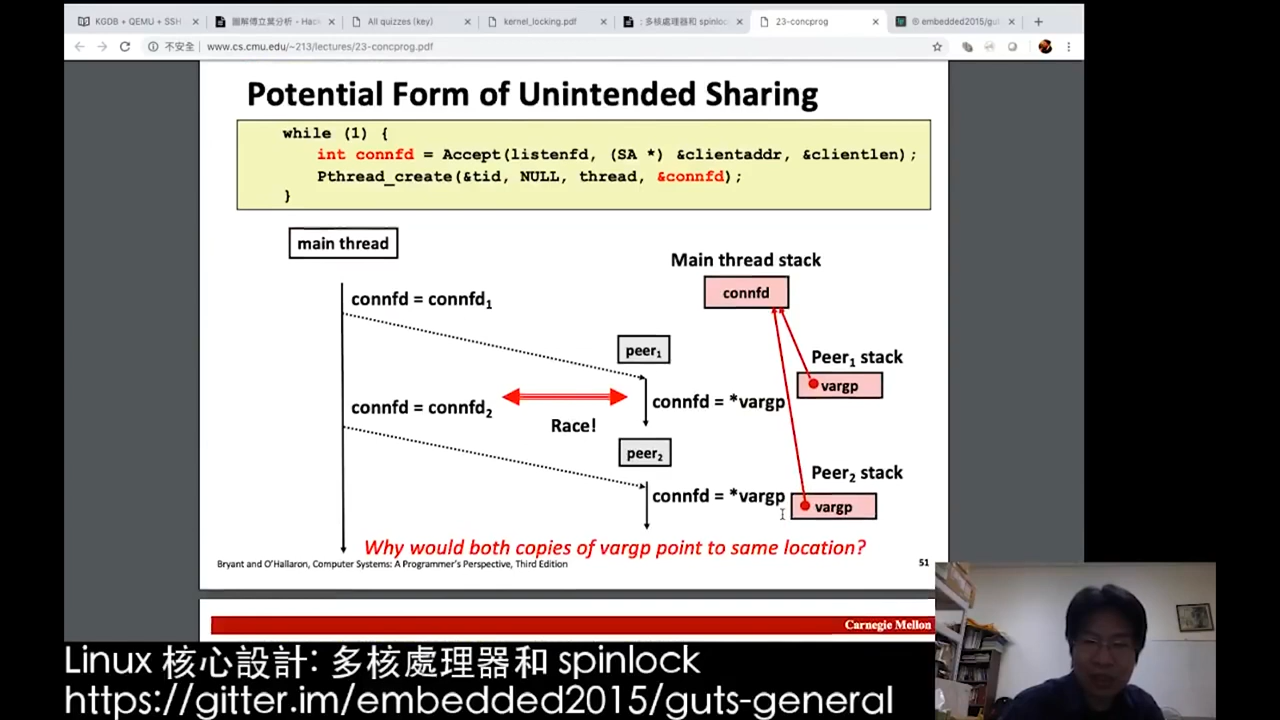 KGDB + QEMU + SSH
圖解傅立葉分析 - Hack
All quizzes (key)
kernel_locking.pdf
: 多核處理器和 spinloc
23-concprog
embedded2015/gut
不安全 | www.cs.cmu.edu/~213/lectures/23-concprog.pdf
Potential Form of Unintended Sharing
while (1) {
int connfd = Accept(listenfd, (SA *) &clientaddr, &clientlen);
Pthread_create(&tid, NULL, thread, &connfd);
}
main thread
Main thread stack
connfd
connfd = connfd1
peer1
Peer1 stack
vargp
connfd = *vargp
connfd = connfd2
Race!
peer2
Peer2 stack
connfd = *vargp
vargp
Why would both copies of vargp point to same location?
Bryant and O'Hallaron, Computer Systems: A Programmer's Perspective, Third Edition
51
Carnegie Mellon
Linux 核心設計: 多核處理器和 spinlock
https://gitter.im/embedded2015/guts-general